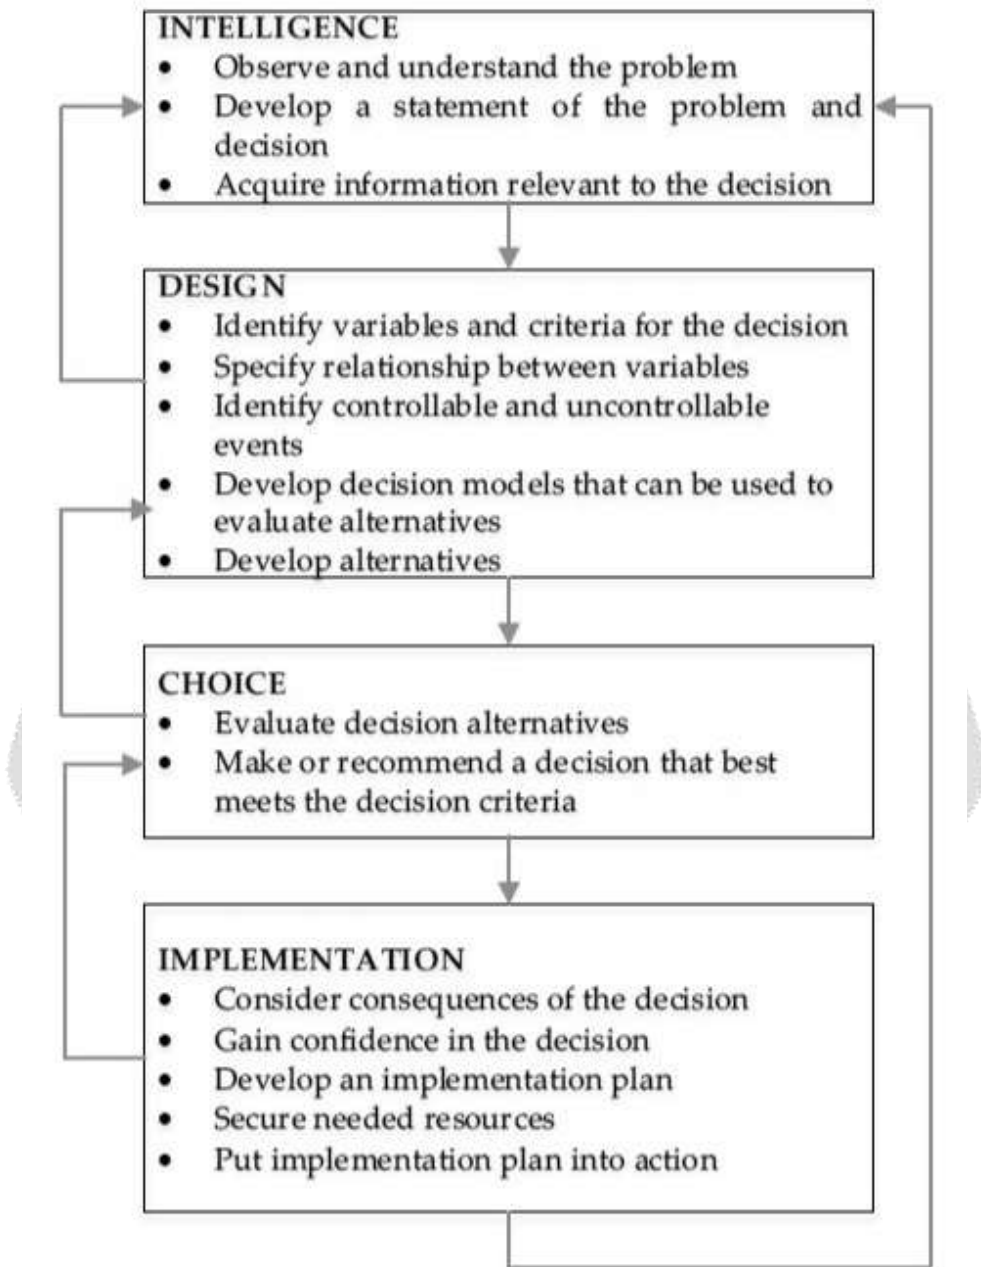 INTELLIGENCE
• Observe and understand the problem
• Develop a statement of the problem and
decision
• Acquire information relevant to the decision
DESIGN
• Identify variables and criteria for the decision
• Specify relationship between variables
• Identify controllable and uncontrollable
events
• Develop decision models that can be used to
evaluate alternatives
• Develop alternatives
CHOICE
• Evaluate decision alternatives
• Make or recommend a decision that best
meets the decision criteria
IMPLEMENTATION
• Consider consequences of the decision
• Gain confidence in the decision
• Develop an implementation plan
• Secure needed resources
• Put implementation plan into action